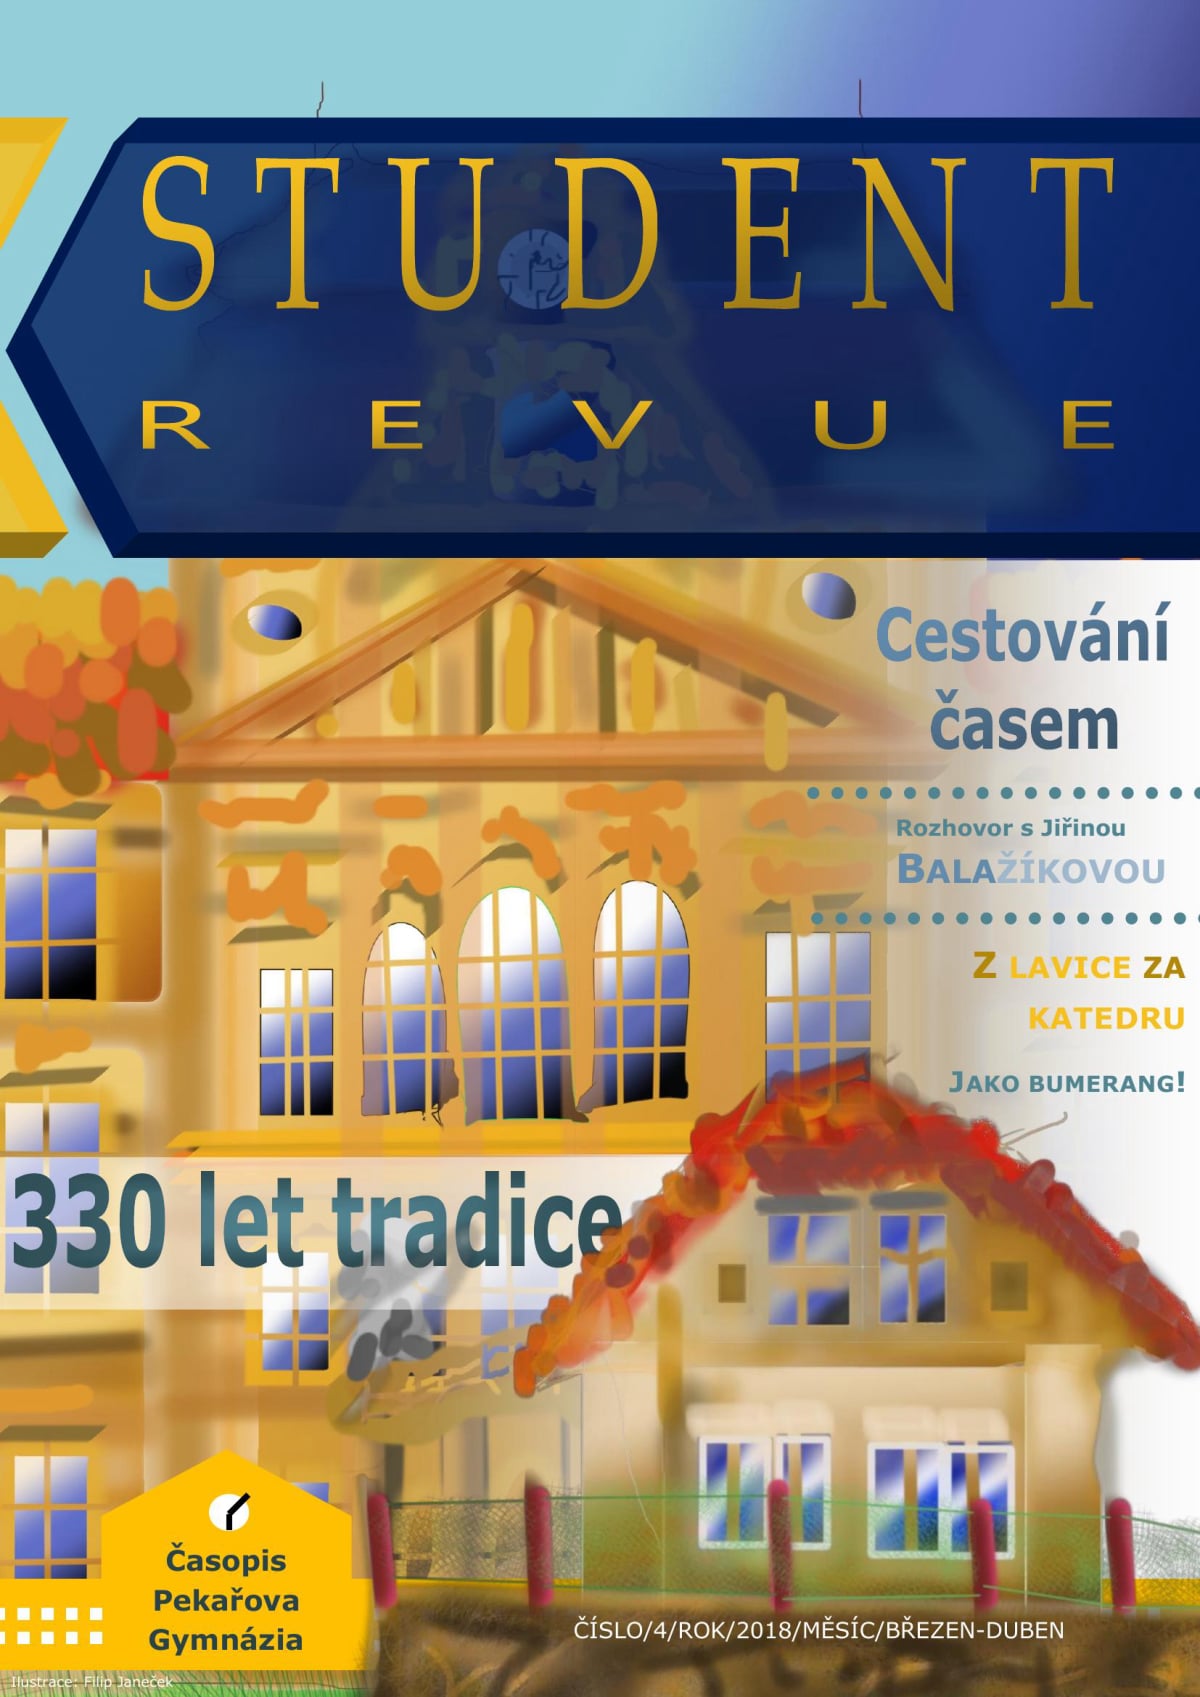 STUDENT
REVUE
Cestování
časem
Rozhovor s Jiřinou
BALAŽÍKOVOU
Z LAVICE ZA
KATEDRU
JAKO BUMERANG!
330 let tradice
Časopis
Pekařova
Gymnázia
ČÍSLO/4/ROK/2018/MĚSÍC/BŘEZEN-DUBEN
Ilustrace: Filip Janeček